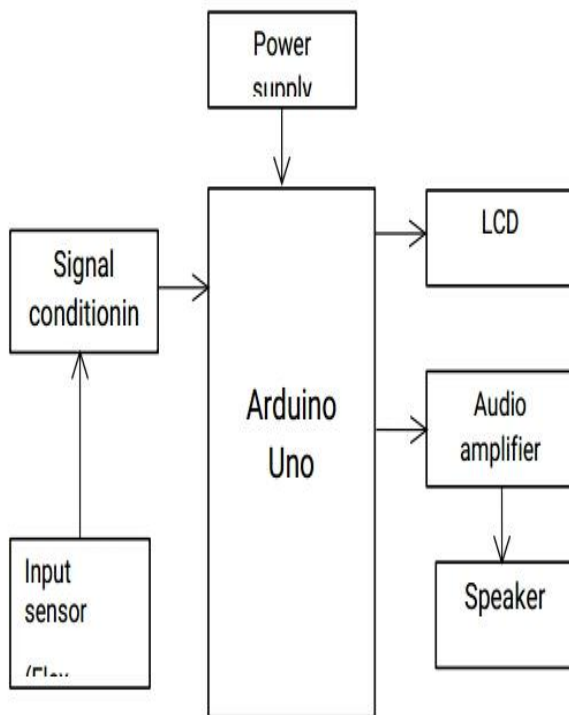 Power
supply
LCD
Signal
conditionin
Arduino
Uno
Audio
amplifier
Input
sensor
Speaker